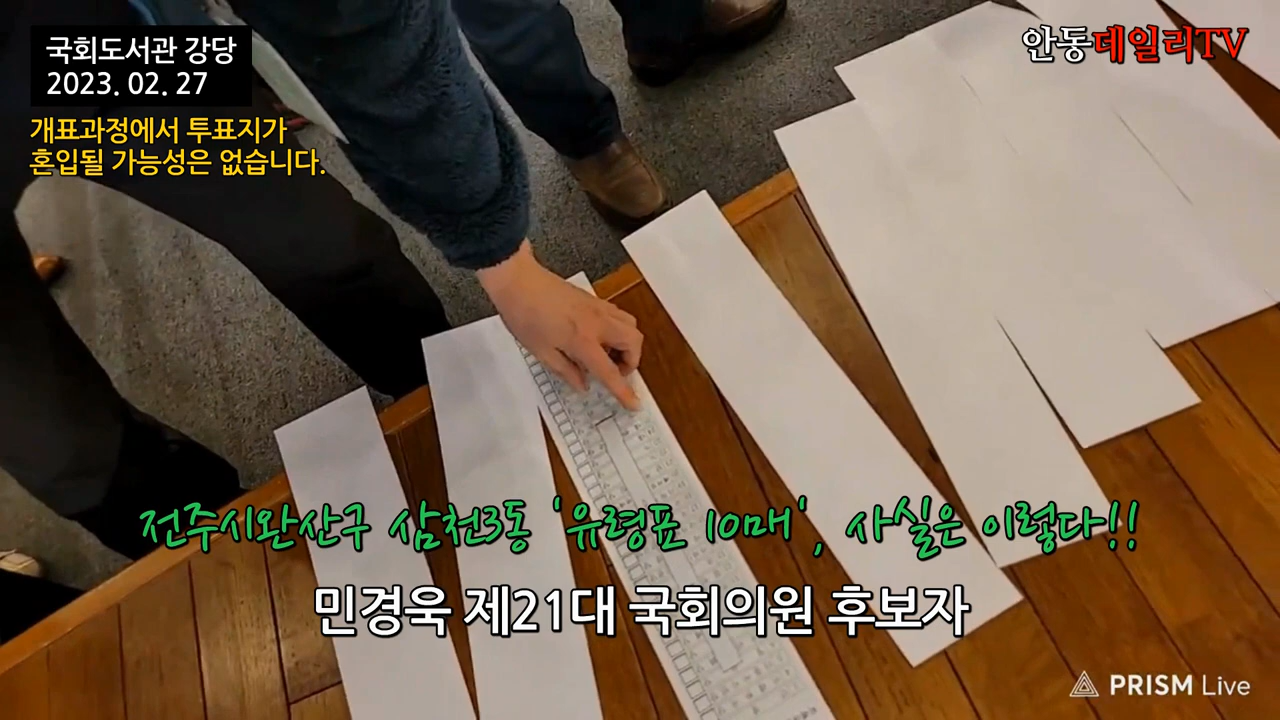 국회도서관 강당
2023. 02. 27
개표과정에서 투표지가
혼입될 가능성은 없습니다.
안동데일리TV
전주시완산구 삼천3동 '유령표 10매', 사실은 이렇다!!
민경욱 제21대 국회의원 후보자
PRISM Live